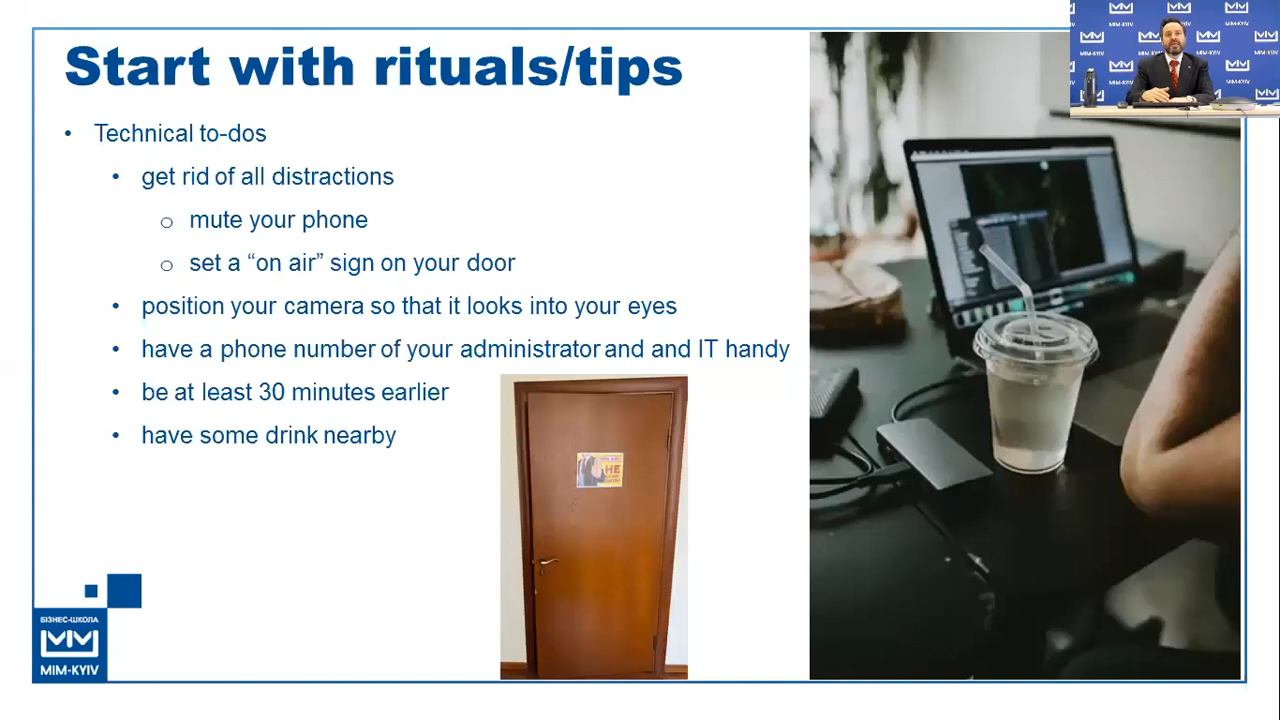 Start with rituals/tips
• Technical to-dos
• get rid of all distractions
o mute your phone
o set a “on air” sign on your door
• position your camera so that it looks into your eyes
• have a phone number of your administrator and and IT handy
• be at least 30 minutes earlier
• have some drink nearby
НЕ
БІЗНЕС-ШКОЛА
MIM-KYIV